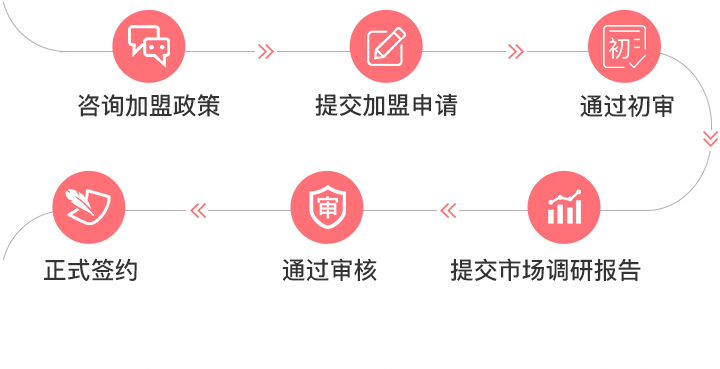 初
咨询加盟政策
提交加盟申请
通过初审
审
正式签约
通过审核
提交市场调研报告